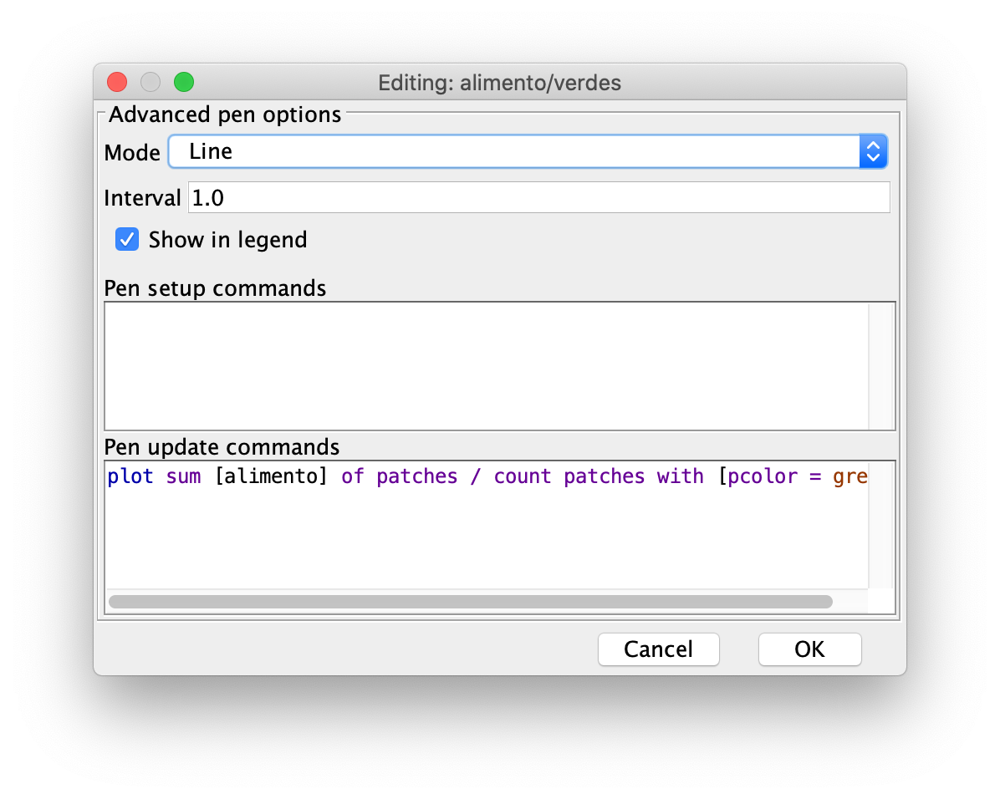 Editing: alimento/verdes
Advanced pen options
Mode Line
Interval 1.0
Show in legend
Pen setup commands
Pen update commands
plot sum [alimento] of patches / count patches with [pcolor = gre
Cancel OK